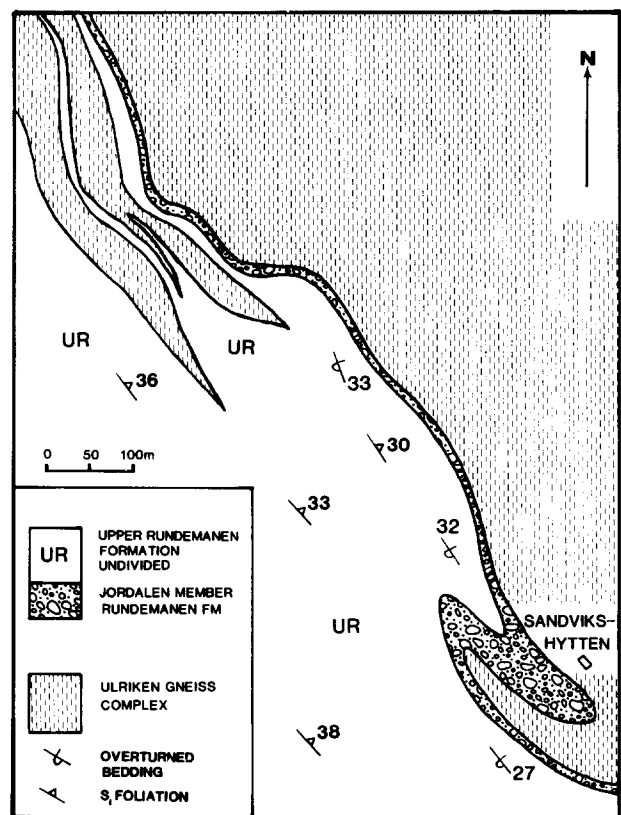 N
UR
UR
36
33
30
33
32
0 50 100m
UR
SANDVIKS-
HYTTEN
38
27
UR
UPPER RUNDEMANEN
FORMATION
UNDIVIDED
JORDALEN MEMBER
RUNDEMANEN FM
ULRIKEN GNEISS
COMPLEX
OVERTURNED
BEDDING
S₁ FOLIATION